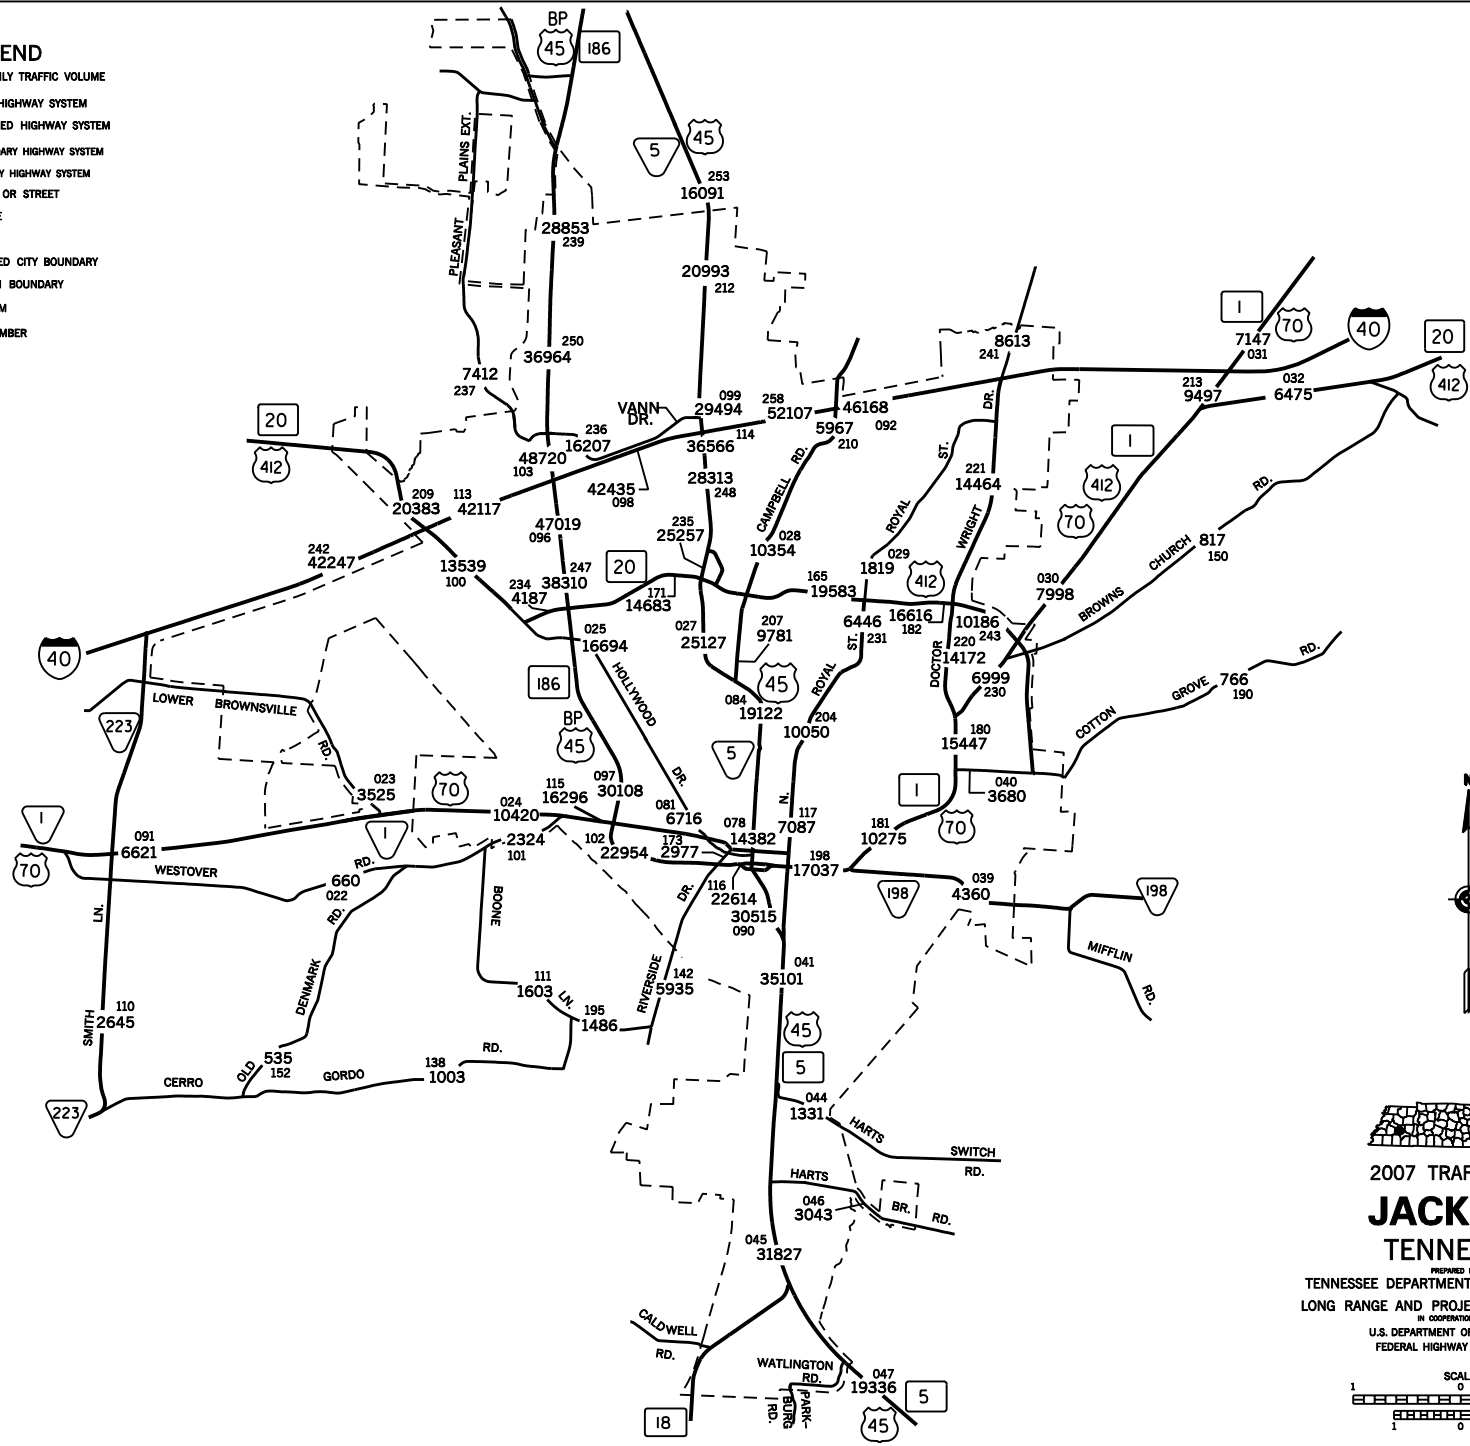 END
ILY TRAFFIC VOLUME
HIGHWAY SYSTEM
ED HIGHWAY SYSTEM
DARY HIGHWAY SYSTEM
Y HIGHWAY SYSTEM
OR STREET
E
ED CITY BOUNDARY
N BOUNDARY
M
MBER
BP
45
186
5
45
253
16091
PLAINS EXT.
PLEASANT
28853
239
20993
212
250
36964
7412
237
1
70
40
20
412
7147
031
8613
241
213
9497
032
6475
20
412
VANN
DR.
099
29494
258
52107
46168
092
5967
210
114
36566
236
16207
48720
103
DR.
ST.
RD.
1
412
70
RD.
28313
248
42435
098
221
14464
209
20383
113
42117
CAMPBELL
ROYAL
WRIGHT
47019
096
235
25257
028
10354
CHURCH
817
150
242
42247
13539
100
247
38310
20
029
1819
412
165
19583
030
7998
BROWNS
234
4187
171
14683
16616
182
10186
243
6446
231
ST.
025
16694
027
25127
207
9781
220
14172
DOCTOR
6999
230
RD.
766
190
GROVE
COTTON
40
186
HOLLYWOOD
45
ROYAL
LOWER
BROWNSVILLE
RD.
223
084
19122
204
10050
180
15447
BP
45
5
DR.
N.
023
3525
70
097
30108
115
16296
024
10420
081
6716
078
14382
117
7087
1
040
3680
70
181
10275
1
1
091
6621
70
WESTOVER
RD.
660
022
2324
101
102
22954
173
2977
198
17037
116
22614
30515
090
198
039
4360
198
LN.
RD.
BOONE
DR.
MIFFLIN
RD.
DENMARK
111
1603
LN.
195
1486
RIVERSIDE
142
5935
041
35101
45
5
110
2645
SMITH
535
152
OLD
CERRO
GORDO
138
1003
RD.
223
044
1331
HARTS
SWITCH
RD.
HARTS
046
3043
BR.
RD.
045
31827
CALDWELL
RD.
WATLINGTON
RD.
PARK-
BURG
RD.
047
19336
5
45
18
2007 TRAF
JACK
TENNE
PREPARED
TENNESSEE DEPARTMENT
LONG RANGE AND PROJE
IN COOPERATIO
U.S. DEPARTMENT OF
FEDERAL HIGHWAY
SCAL
1 0
1 0